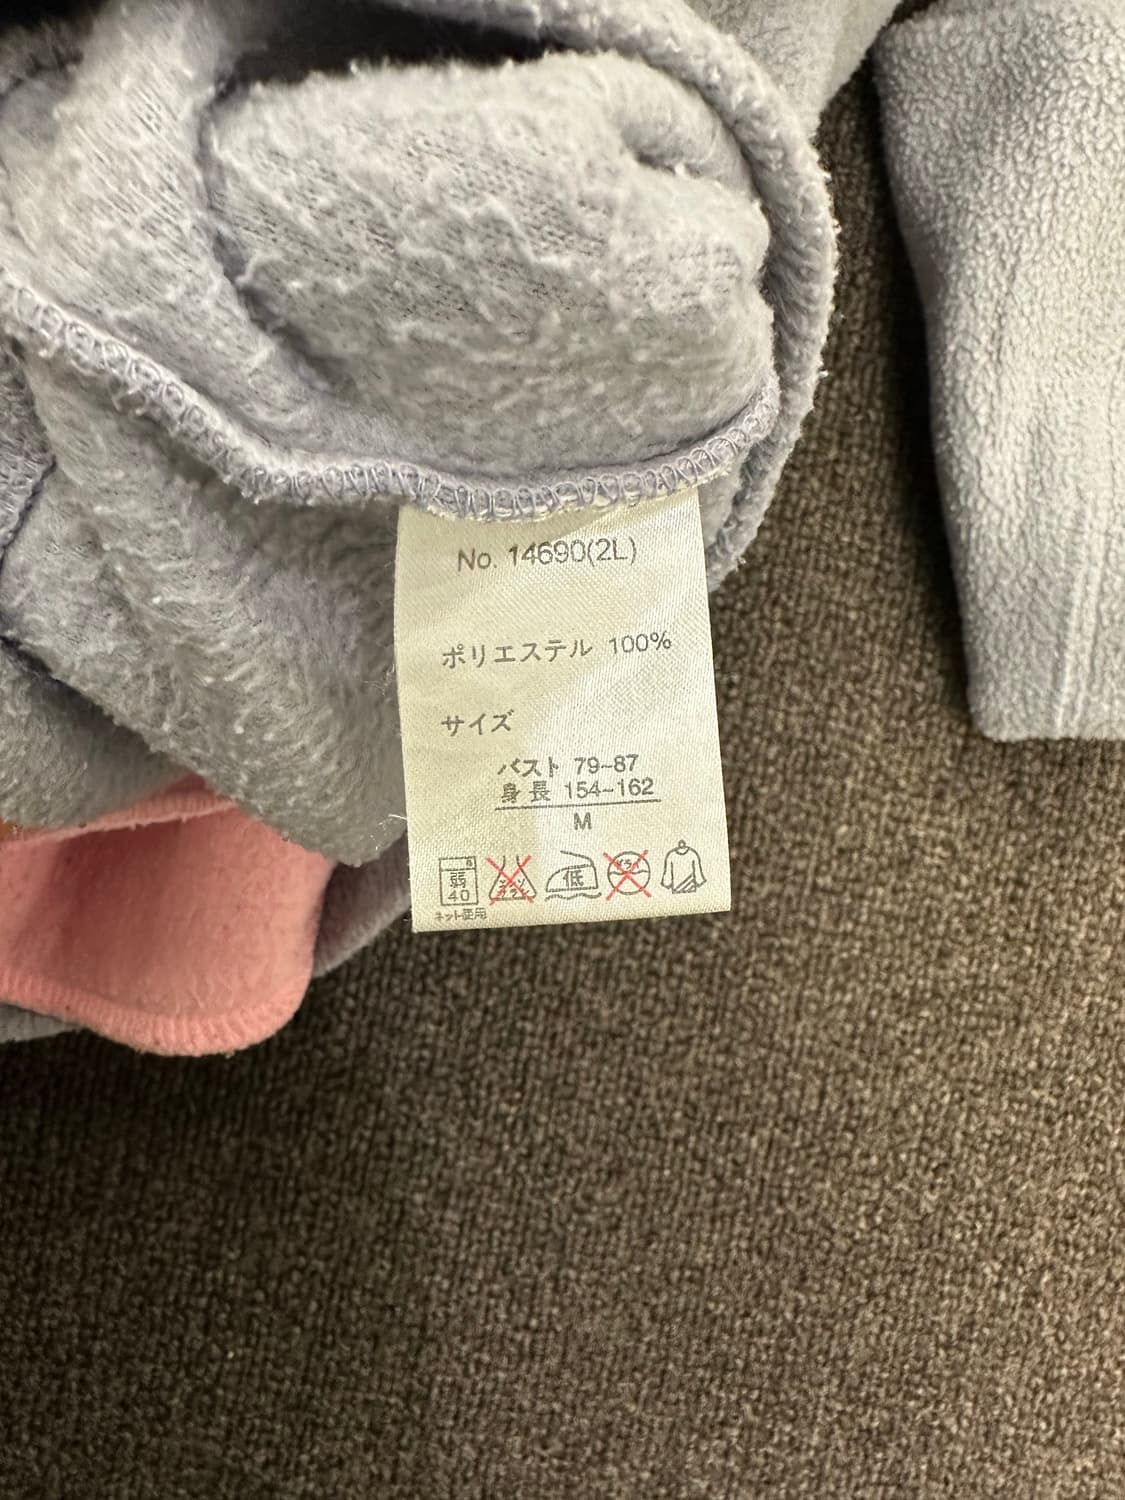 No. 14690(2L)
ポリエステル 100%
サイズ
バスト 79-87
身長 154-162
M
弱
40
低
ネット使用